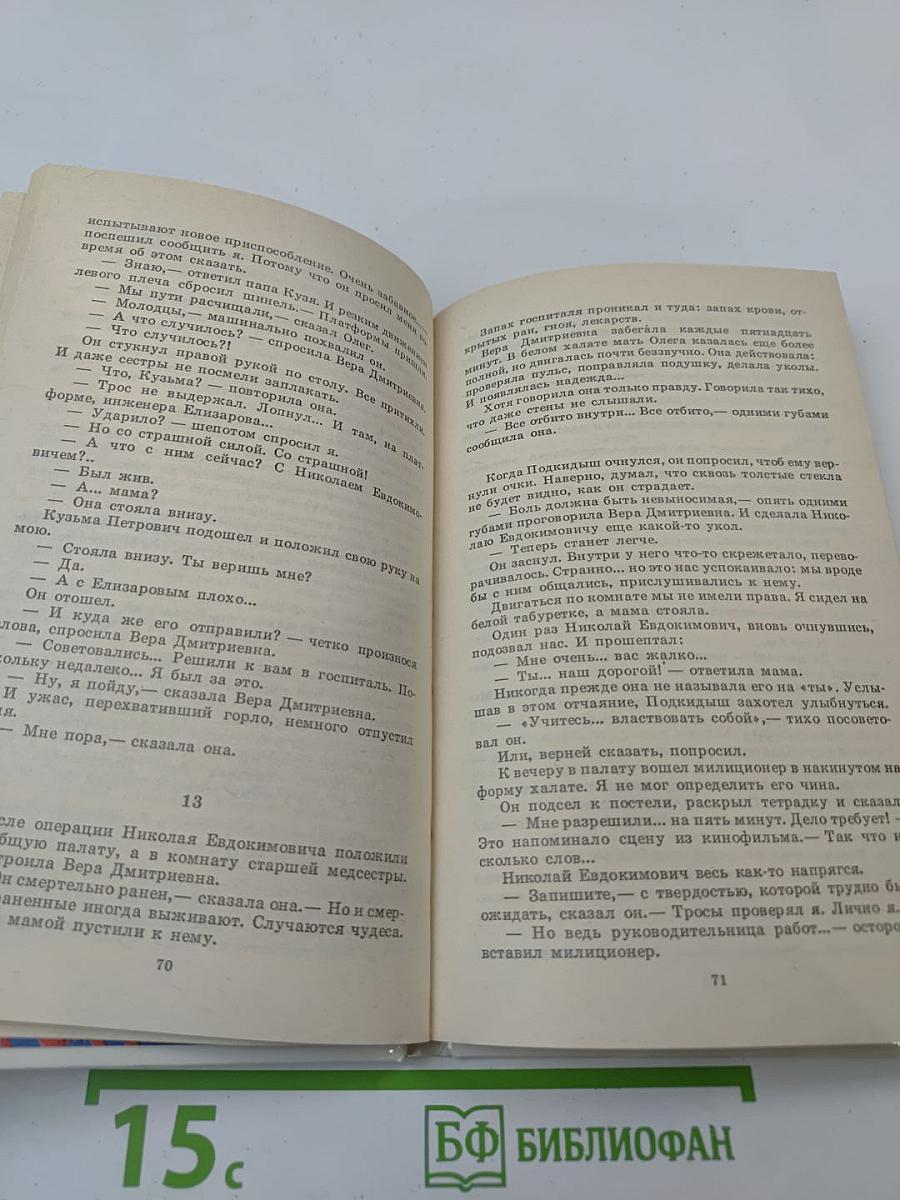 испытывают новое приспособление. Очень забавное,—
поспешил сообщить я. Потому что он просил меня во-
время об этом сказать.
— Знаю,— ответил папа Кузя. И резким движением
левого плеча сбросил шинель.— Платформы пришли.
— Мы пути расчищали,— сказал Олег.
— Молодцы,— машинально похвалил он.
— А что случилось? — спросила Вера Дмитриевна.
— Что случилось?!
Он стукнул правой рукой по столу. Все притихли.
И даже сестры не посмели заплакать.
— Что, Кузьма? — повторила она.
— Трос не выдержал. Лопнул... И там, на плат-
форме, инженера Елизарова...
— Ударило? — шепотом спросил я.
— Но со страшной силой. Со страшной!
— А что с ним сейчас? С Николаем Евдокимо-
вичем?..
— Был жив.
— А... мама?
— Она стояла внизу.
Кузьма Петрович подошел и положил свою руку на
мою.
— Стояла внизу. Ты веришь мне?
— Да.
— А с Елизаровым плохо...
Он отошел.
— И куда же его отправили? — четко произнося
слова, спросила Вера Дмитриевна.
— Советовались... Решили к вам в госпиталь. По-
скольку недалеко... Я был за это.
— Ну, я пойду,— сказала Вера Дмитриевна.
И ужас, перехвативший горло, немного отпустил
— Мне пора,— сказала она.
13
После операции Николая Евдокимовича положили
общую палату, а в комнату старшей медсестры.
троила Вера Дмитриевна.
Он смертельно ранен,— сказала она.— Но и смер-
раненные иногда выживают. Случаются чудеса.
мамой пустили к нему.
70
Запах госпиталя проникал и туда: запах крови, от-
крытых ран, гноя, лекарств.
Вера Дмитриевна забегала каждые пятнадцать
минут. В белом халате мать Олега казалась еще более
полной, но двигалась почти беззвучно. Она действовала:
проверяла пульс, поправляла подушку, делала уколы.
И появлялась надежда...
Хотя говорила она только правду. Говорила так тихо,
что даже стены не слышали.
— Все отбито внутри... Все отбито,— одними губами
сообщила она.
Когда Подкидыш очнулся, он попросил, чтоб ему вер-
нули очки. Наверно, думал, что сквозь толстые стекла
не будет видно, как он страдает.
— Боль должна быть невыносимая,— опять одними
губами проговорила Вера Дмитриевна. И сделала Нико-
лаю Евдокимовичу еще какой-то укол.
— Теперь станет легче.
Он заснул. Внутри у него что-то скрежетало, перево-
рачивалось. Странно... но это нас успокаивало: мы вроде
бы с ним общались, прислушивались к нему.
Двигаться по комнате мы не имели права. Я сидел на
белой табуретке, а мама стояла.
Один раз Николай Евдокимович, вновь очнувшись,
подозвал нас. И прошептал:
— Мне очень... вас жалко...
— Ты... наш дорогой! — ответила мама.
Никогда прежде она не называла его на «ты». Услы-
шав в этом отчаяние, Подкидыш захотел улыбнуться.
— «Учитесь... властвовать собой»,— тихо посовето-
вал он.
Или, верней сказать, попросил.
К вечеру в палату вошел милиционер в накинутом на
форму халате. Я не мог определить его чина.
Он подсел к постели, раскрыл тетрадку и сказал
— Мне разрешили... на пять минут. Дело требует! —
Это напоминало сцену из кинофильма.— Так что н
сколько слов...
Николай Евдокимович весь как-то напрягся.
— Запишите,— с твердостью, которой трудно бы
ожидать, сказал он.— Тросы проверял я. Лично я.
— Но ведь руководительница работ...— осторо
вставил милиционер.
71
15 с
БФ БИБЛИОФАН